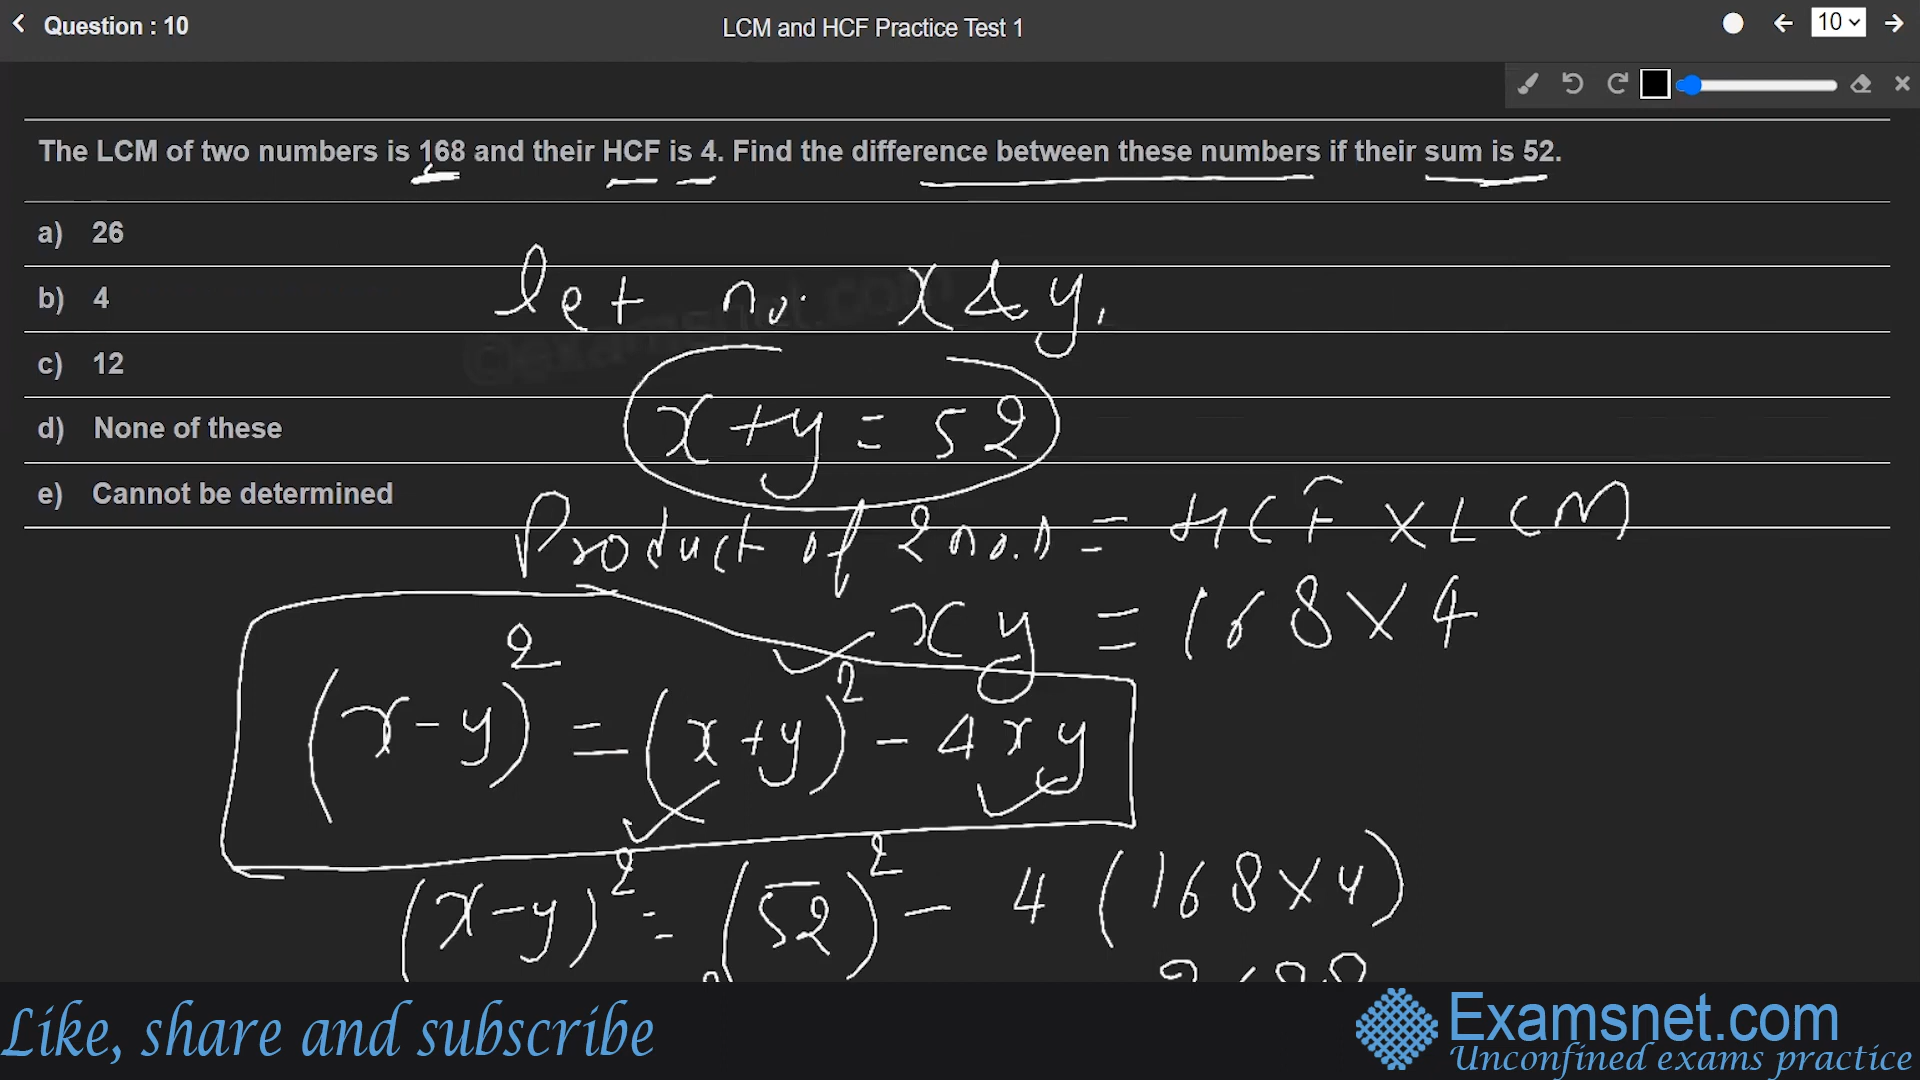 Question : 10
LCM and HCF Practice Test 1
10
The LCM of two numbers is 168 and their HCF is 4. Find the difference between these numbers if their sum is 52.
a) 26
b) 4
c) 12
d) None of these
e) Cannot be determined
©examsnet.com
let no. x & y.
x + y = 52
Product of 2 no.s = HCF × LCM
xy = 168 × 4
(x - y)² = (x + y)² - 4xy
(x - y)² = (52)² - 4 (168 × 4)
Like, share and subscribe
Examsnet.com
Unconfined exams practice